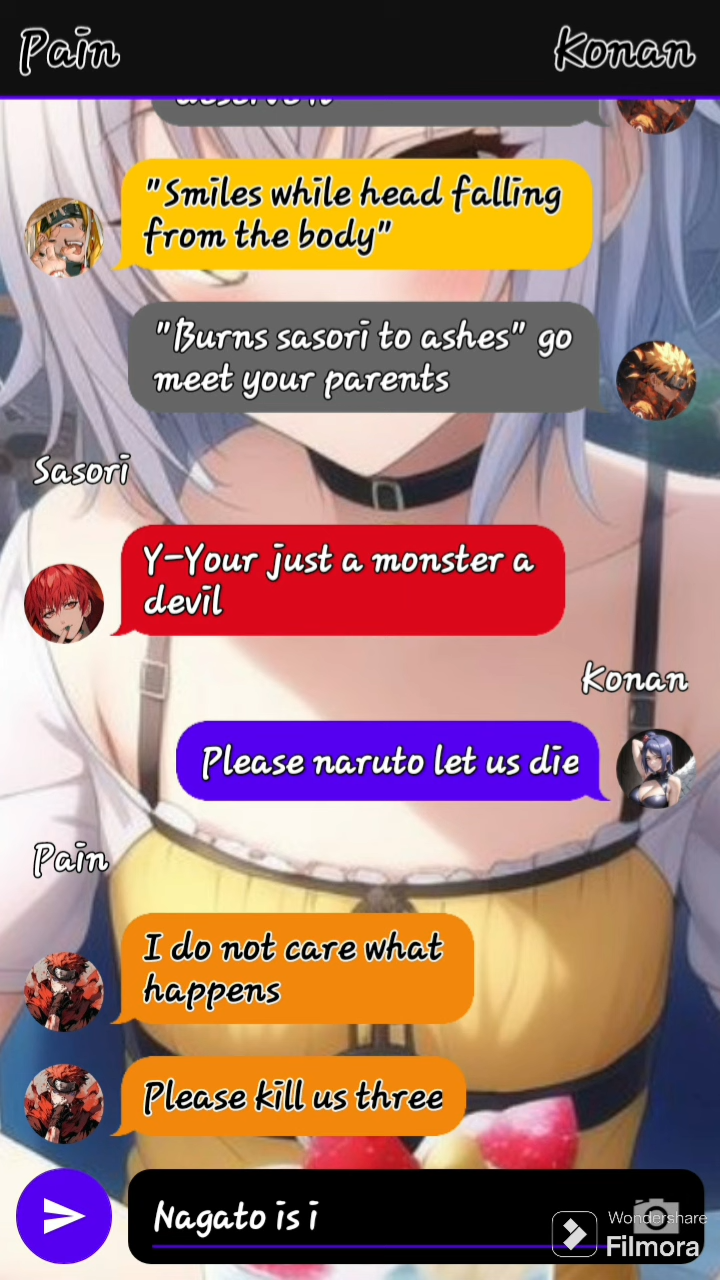 Pain
Konan
"Smiles while head falling
from the body"
"Burns sasori to ashes" go
meet your parents
Sasori
Y-Your just a monster a
devil
Konan
Please naruto let us die
Pain
I do not care what
happens
Please kill us three
Nagato is i
Wondershare
Filmora